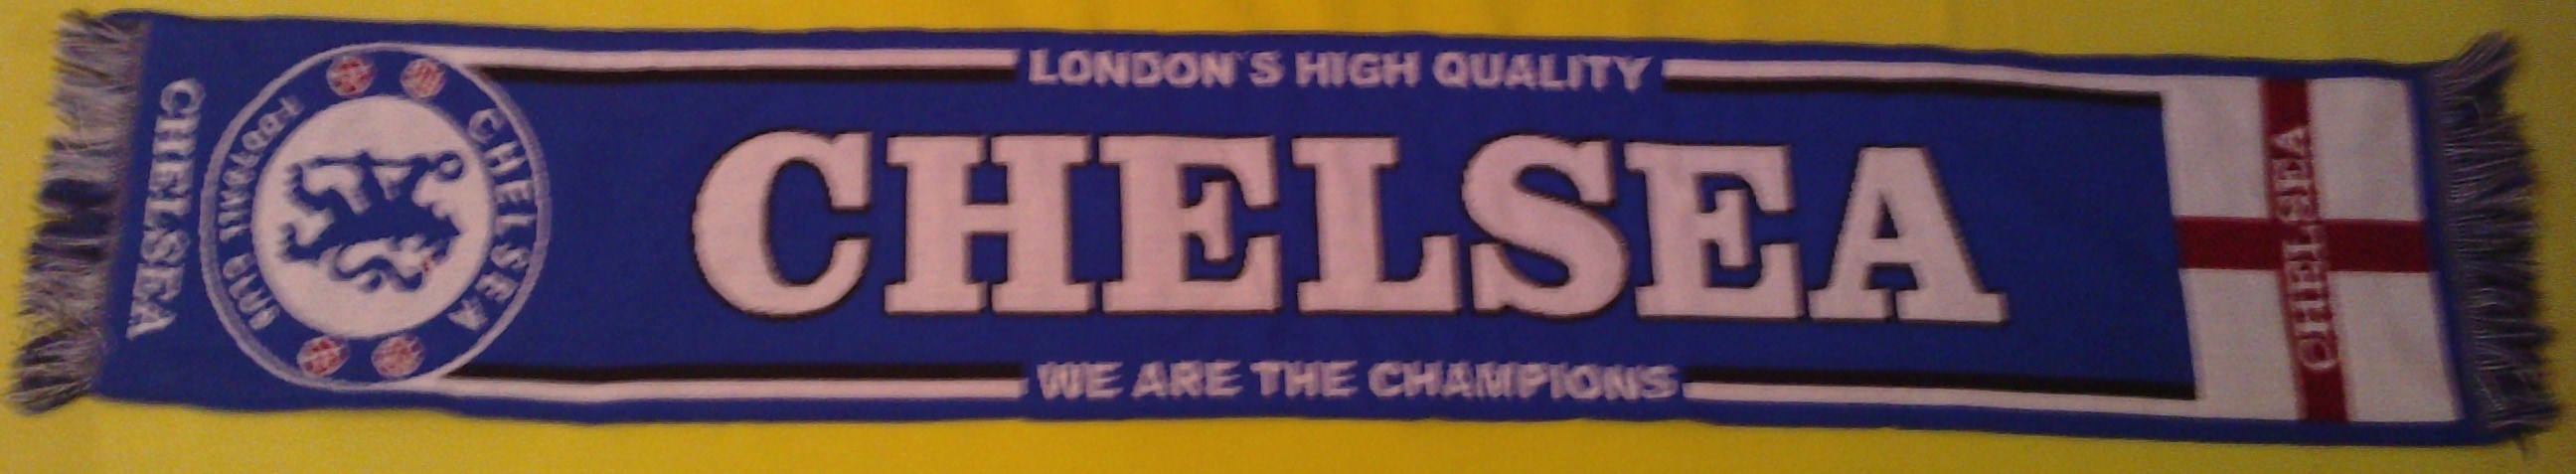 CHELSEA
CHELSEA
FOOTBALL CLUB
LONDON'S HIGH QUALITY
CHELSEA
WE ARE THE CHAMPIONS
CHELSEA